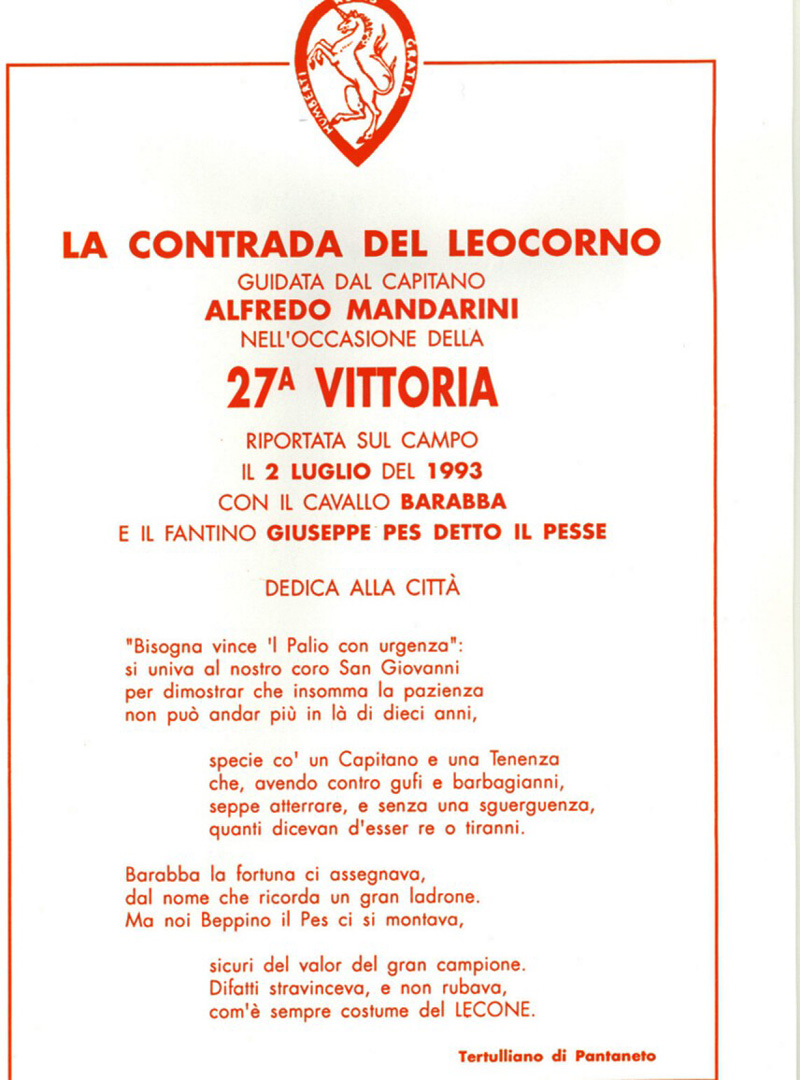 HUMBERTI
GRATIA
LA CONTRADA DEL LEOCORNO
GUIDATA DAL CAPITANO
ALFREDO MANDARINI
NELL'OCCASIONE DELLA
27A VITTORIA
RIPORTATA SUL CAMPO
IL 2 LUGLIO DEL 1993
CON IL CAVALLO BARABBA
E IL FANTINO GIUSEPPE PES DETTO IL PESSE
DEDICA ALLA CITTÀ
"Bisogna vince 'l Palio con urgenza":
si univa al nostro coro San Giovanni
per dimostrar che insomma la pazienza
non può andar più in là di dieci anni,
specie co' un Capitano e una Tenenza
che, avendo contro gufi e barbagianni,
seppe atterrare, e senza una sguerguenza,
quanti dicevan d'esser re o tiranni.
Barabba la fortuna ci assegnava,
dal nome che ricorda un gran ladrone.
Ma noi Beppino il Pes ci si montava,
sicuri del valor del gran campione.
Difatti stravinceva, e non rubava,
com'è sempre costume del LECONE.
Tertulliano di Pantaneto